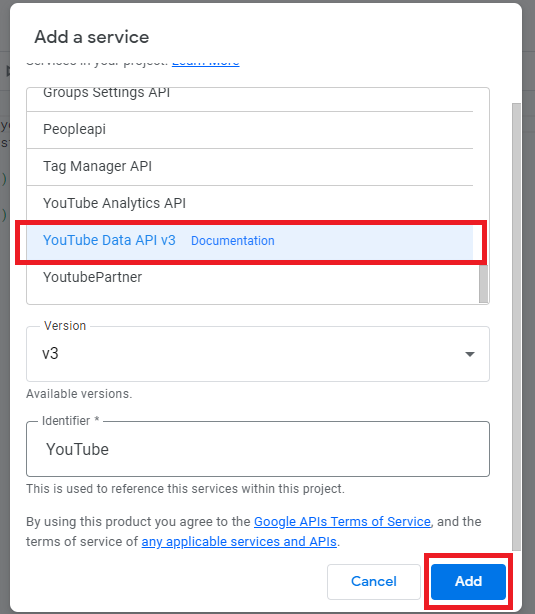 Add a service
Services in your project. Learn More
Groups Settings API
Peopleapi
Tag Manager API
YouTube Analytics API
YouTube Data API v3 Documentation
YoutubePartner
Version
v3
Available versions.
Identifier *
YouTube
This is used to reference this services within this project.
By using this product you agree to the Google APIs Terms of Service, and the
terms of service of any applicable services and APIs.
Cancel
Add